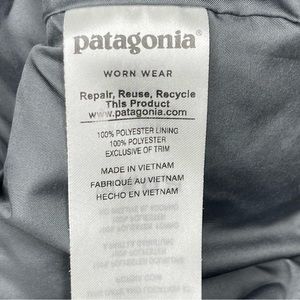 patagonia®
WORN WEAR
Repair, Reuse, Recycle
This Product
www.patagonia.com
100% POLYESTER LINING
100% POLYESTER
EXCLUSIVE OF TRIM
MADE IN VIETNAM
FABRIQUÉ AU VIETNAM
HECHO EN VIETNAM